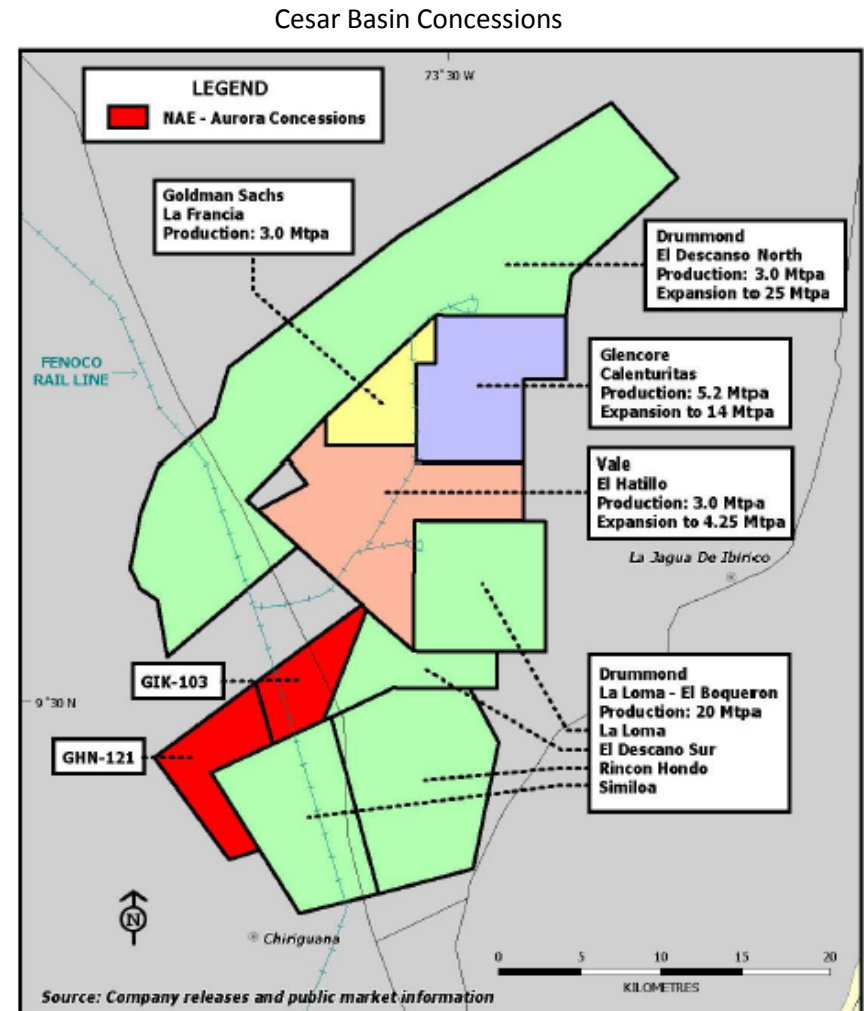 Cesar Basin Concessions
73°30 W
LEGEND
NAE - Aurora Concessions
Goldman Sachs
La Francia
Production: 3.0 Mtpa
Drummond
El Descanso North
Production: 3.0 Mtpa
Expansion to 25 Mtpa
FENOCO
RAIL LINE
Glencore
Calenturitas
Production: 5.2 Mtpa
Expansion to 14 Mtpa
Vale
El Hatillo
Production: 3.0 Mtpa
Expansion to 4.25 Mtpa
La Jagua De Ibirico
GIK-103
9°30 N
GHN-121
Drummond
La Loma - El Boqueron
Production: 20 Mtpa
La Loma
El Descano Sur
Rincon Hondo
Similoa
N
Chiriguana
0 5 10 15 20
KILOMETRES
Source: Company releases and public market information